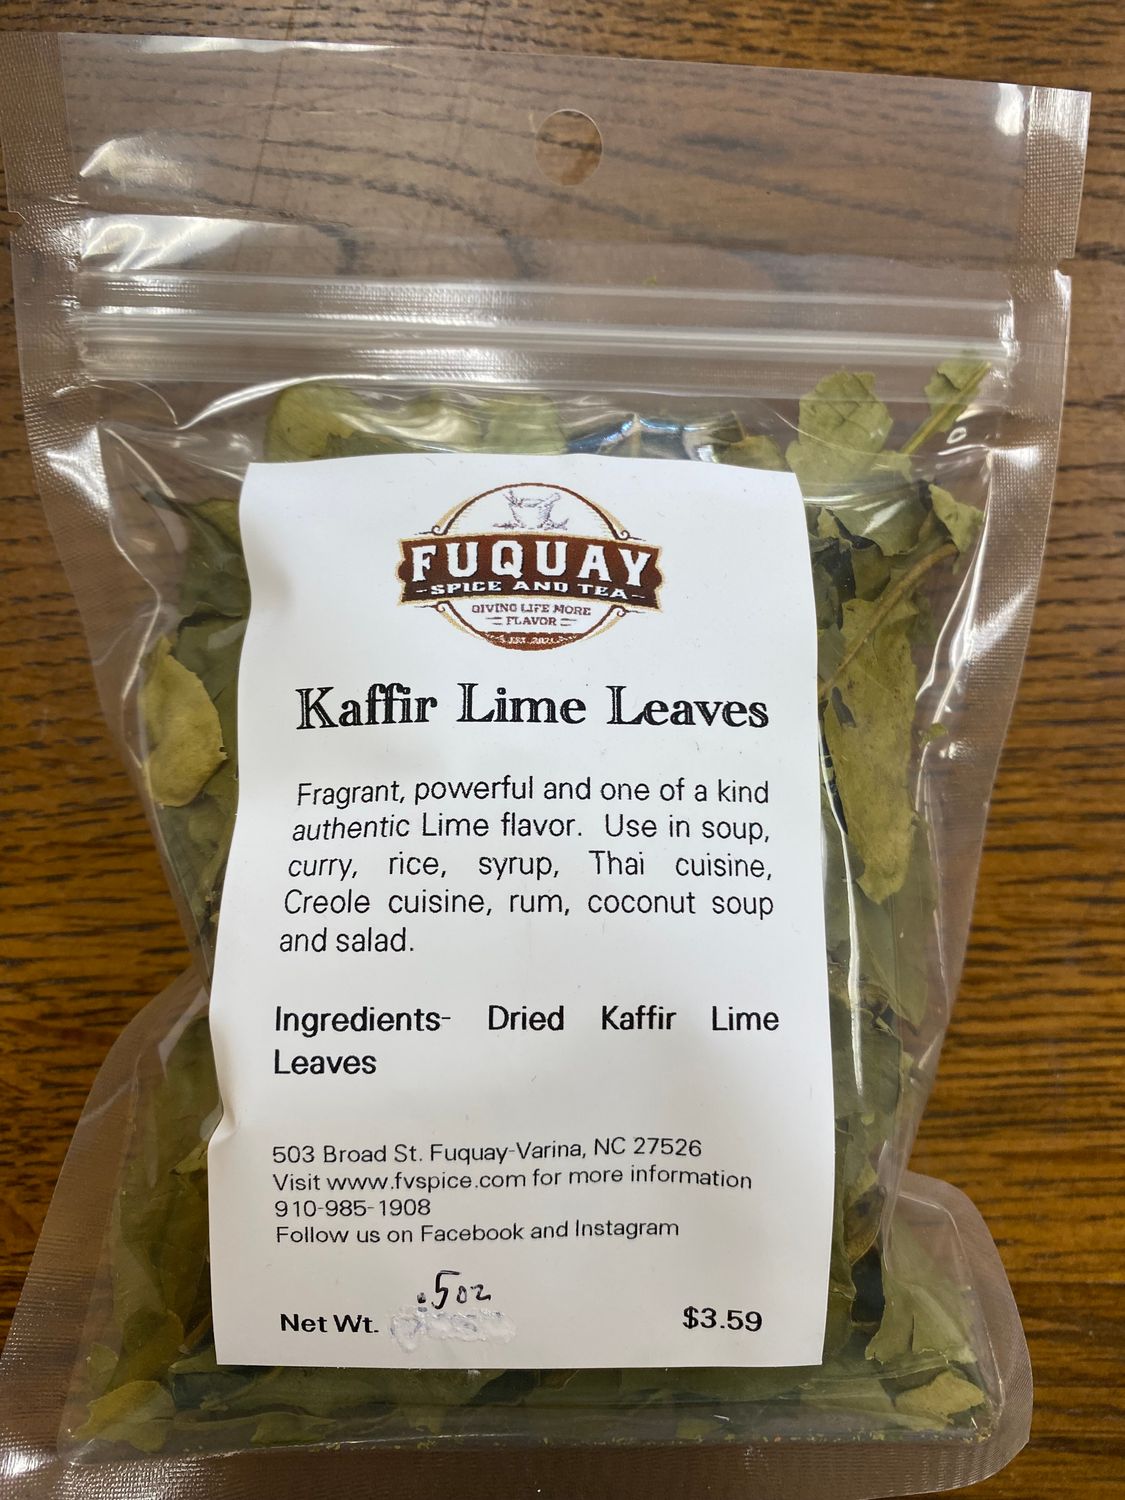 FUQUAY
-SPICE AND TEA-
GIVING LIFE MORE
FLAVOR
EST. 2021
Kaffir Lime Leaves
Fragrant, powerful and one of a kind
authentic Lime flavor. Use in soup,
curry, rice, syrup, Thai cuisine,
Creole cuisine, rum, coconut soup
and salad.
Ingredients- Dried Kaffir Lime
Leaves
503 Broad St. Fuquay-Varina, NC 27526
Visit www.fvspice.com for more information
910-985-1908
Follow us on Facebook and Instagram
.5oz
Net Wt. $3.59